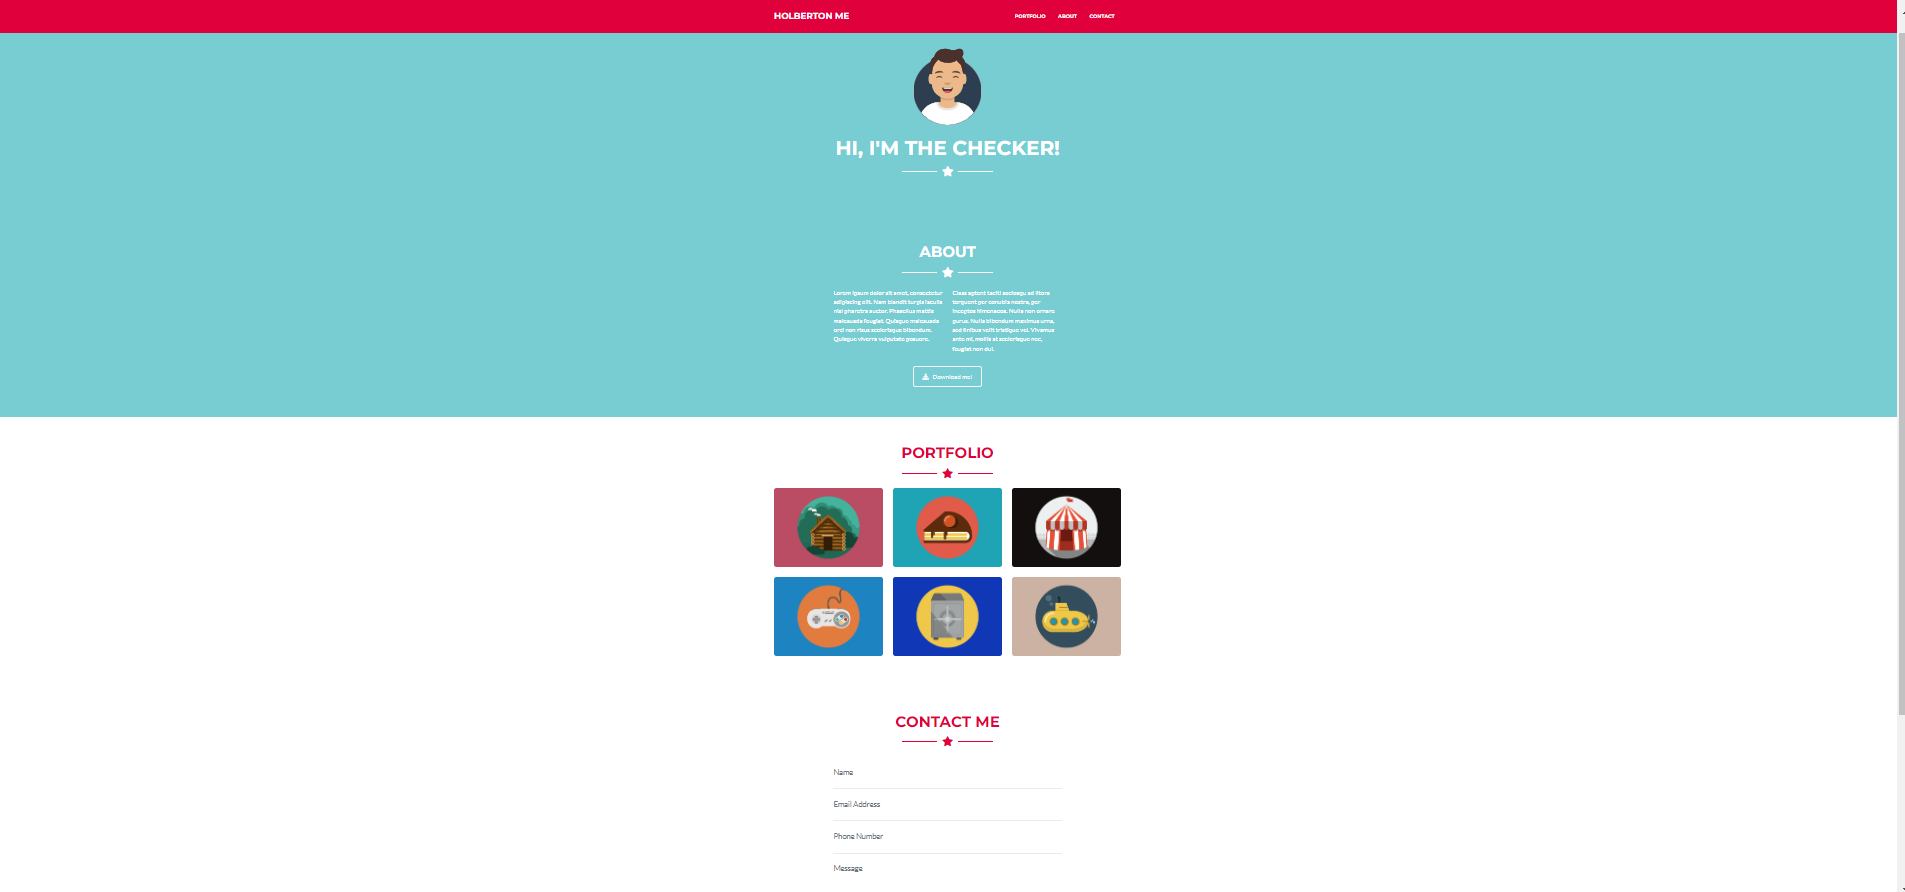 HOLBERTON ME
PORTFOLIO ABOUT CONTACT
HI, I'M THE CHECKER!
ABOUT
Lorem ipsum dolor sit amet, consectetur
adipiscing elit. Nam blandit turpis iaculis
nisl pharetra auctor. Phasellus mattis
malesuada feugiat. Quisque malesuada
orci non risus scelerisque bibendum.
Quisque viverra vulputate posuere.
Class aptent taciti sociosqu ad litora
torquent per conubia nostra, per
inceptos himenaeos. Nulla non ornare
purus. Nulla bibendum maximus urna,
sed finibus velit tristique vel. Vivamus
ante mi, mollis at scelerisque nec,
feugiat non dui.
Download me!
PORTFOLIO
CONTACT ME
Name
Email Address
Phone Number
Message